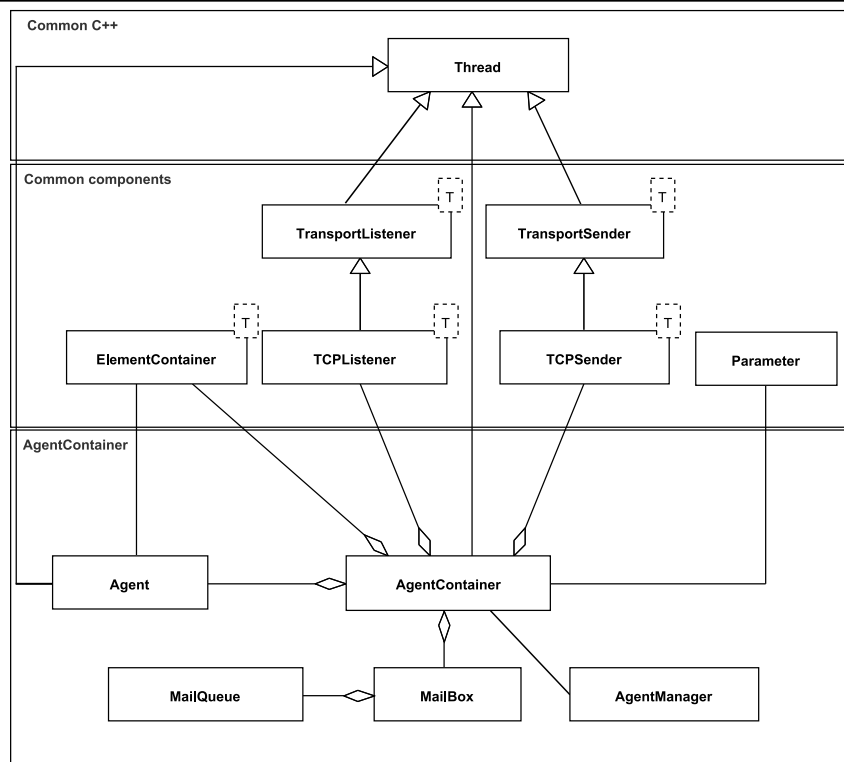 Common C++
Thread
Common components
T
T
TransportListener
TransportSender
T
T
T
ElementContainer
TCPListener
TCPSender
Parameter
AgentContainer
Agent
AgentContainer
MailQueue
MailBox
AgentManager